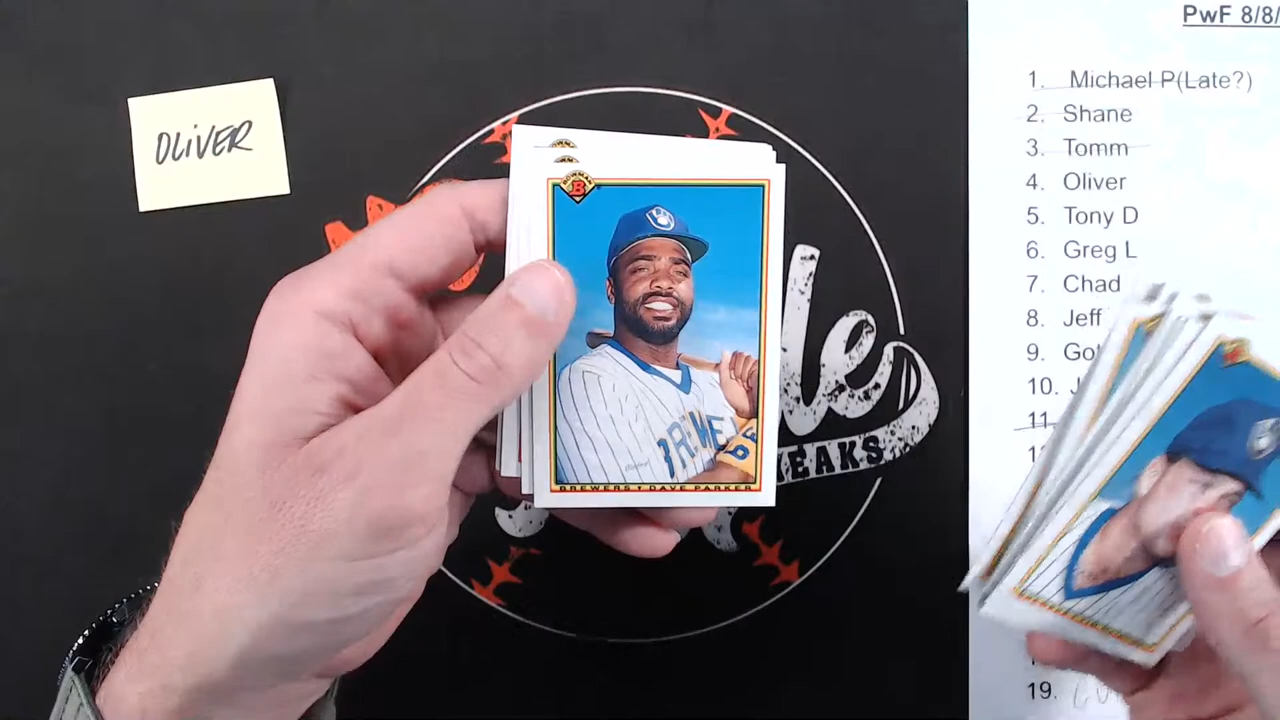 OLIVER
BOWMAN
B
BREWERS • DAVE PARKER
PwF 8/8/
1. Michael P(Late?)
2. Shane
3. Tomm
4. Oliver
5. Tony D
6. Greg L
7. Chad
8. Jeff
9. Go
10. J
11.
19.